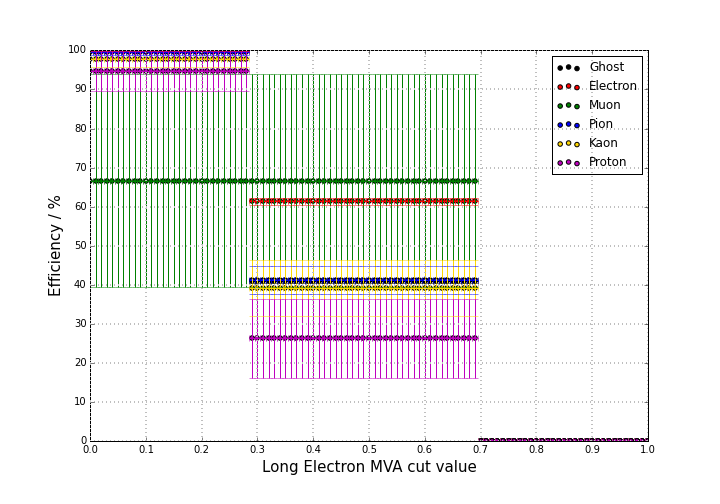 100
90
80
70
60
50
40
30
20
10
0
Efficiency / %
Ghost
Electron
Muon
Pion
Kaon
Proton
0.0 0.1 0.2 0.3 0.4 0.5 0.6 0.7 0.8 0.9 1.0
Long Electron MVA cut value